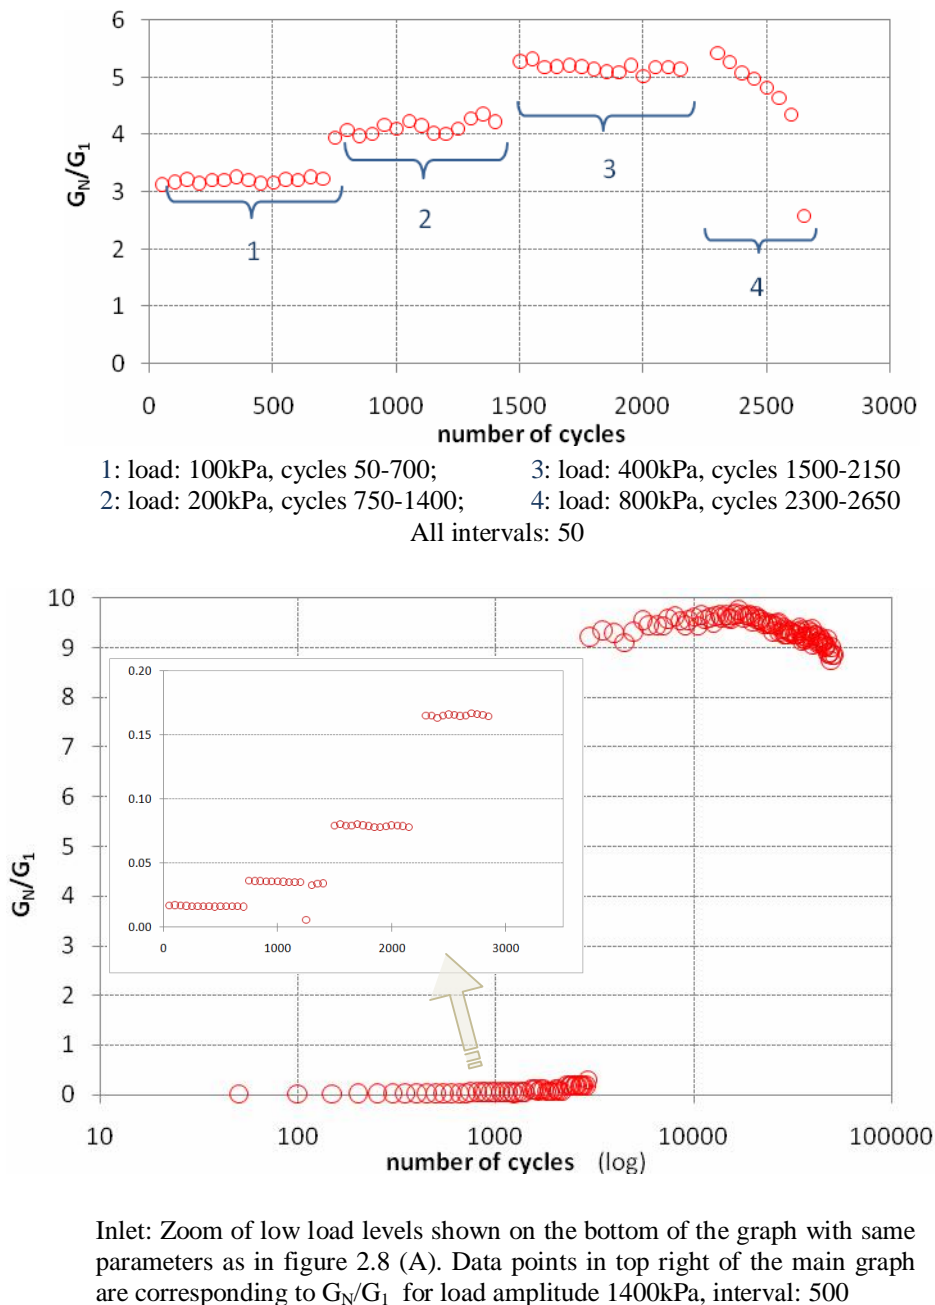 6
5
4
3
2
1
0
G_N/G_1
1
2
3
4
0 500 1000 1500 2000 2500 3000
number of cycles
1: load: 100kPa, cycles 50-700; 3: load: 400kPa, cycles 1500-2150
2: load: 200kPa, cycles 750-1400; 4: load: 800kPa, cycles 2300-2650
All intervals: 50
10
9
8
7
6
5
4
3
2
1
0
G_N/G_1
0.20
0.15
0.10
0.05
0.00
0 1000 2000 3000
10 100 1000 10000 100000
number of cycles (log)
Inlet: Zoom of low load levels shown on the bottom of the graph with same
parameters as in figure 2.8 (A). Data points in top right of the main graph
are corresponding to G_N/G_1 for load amplitude 1400kPa, interval: 500